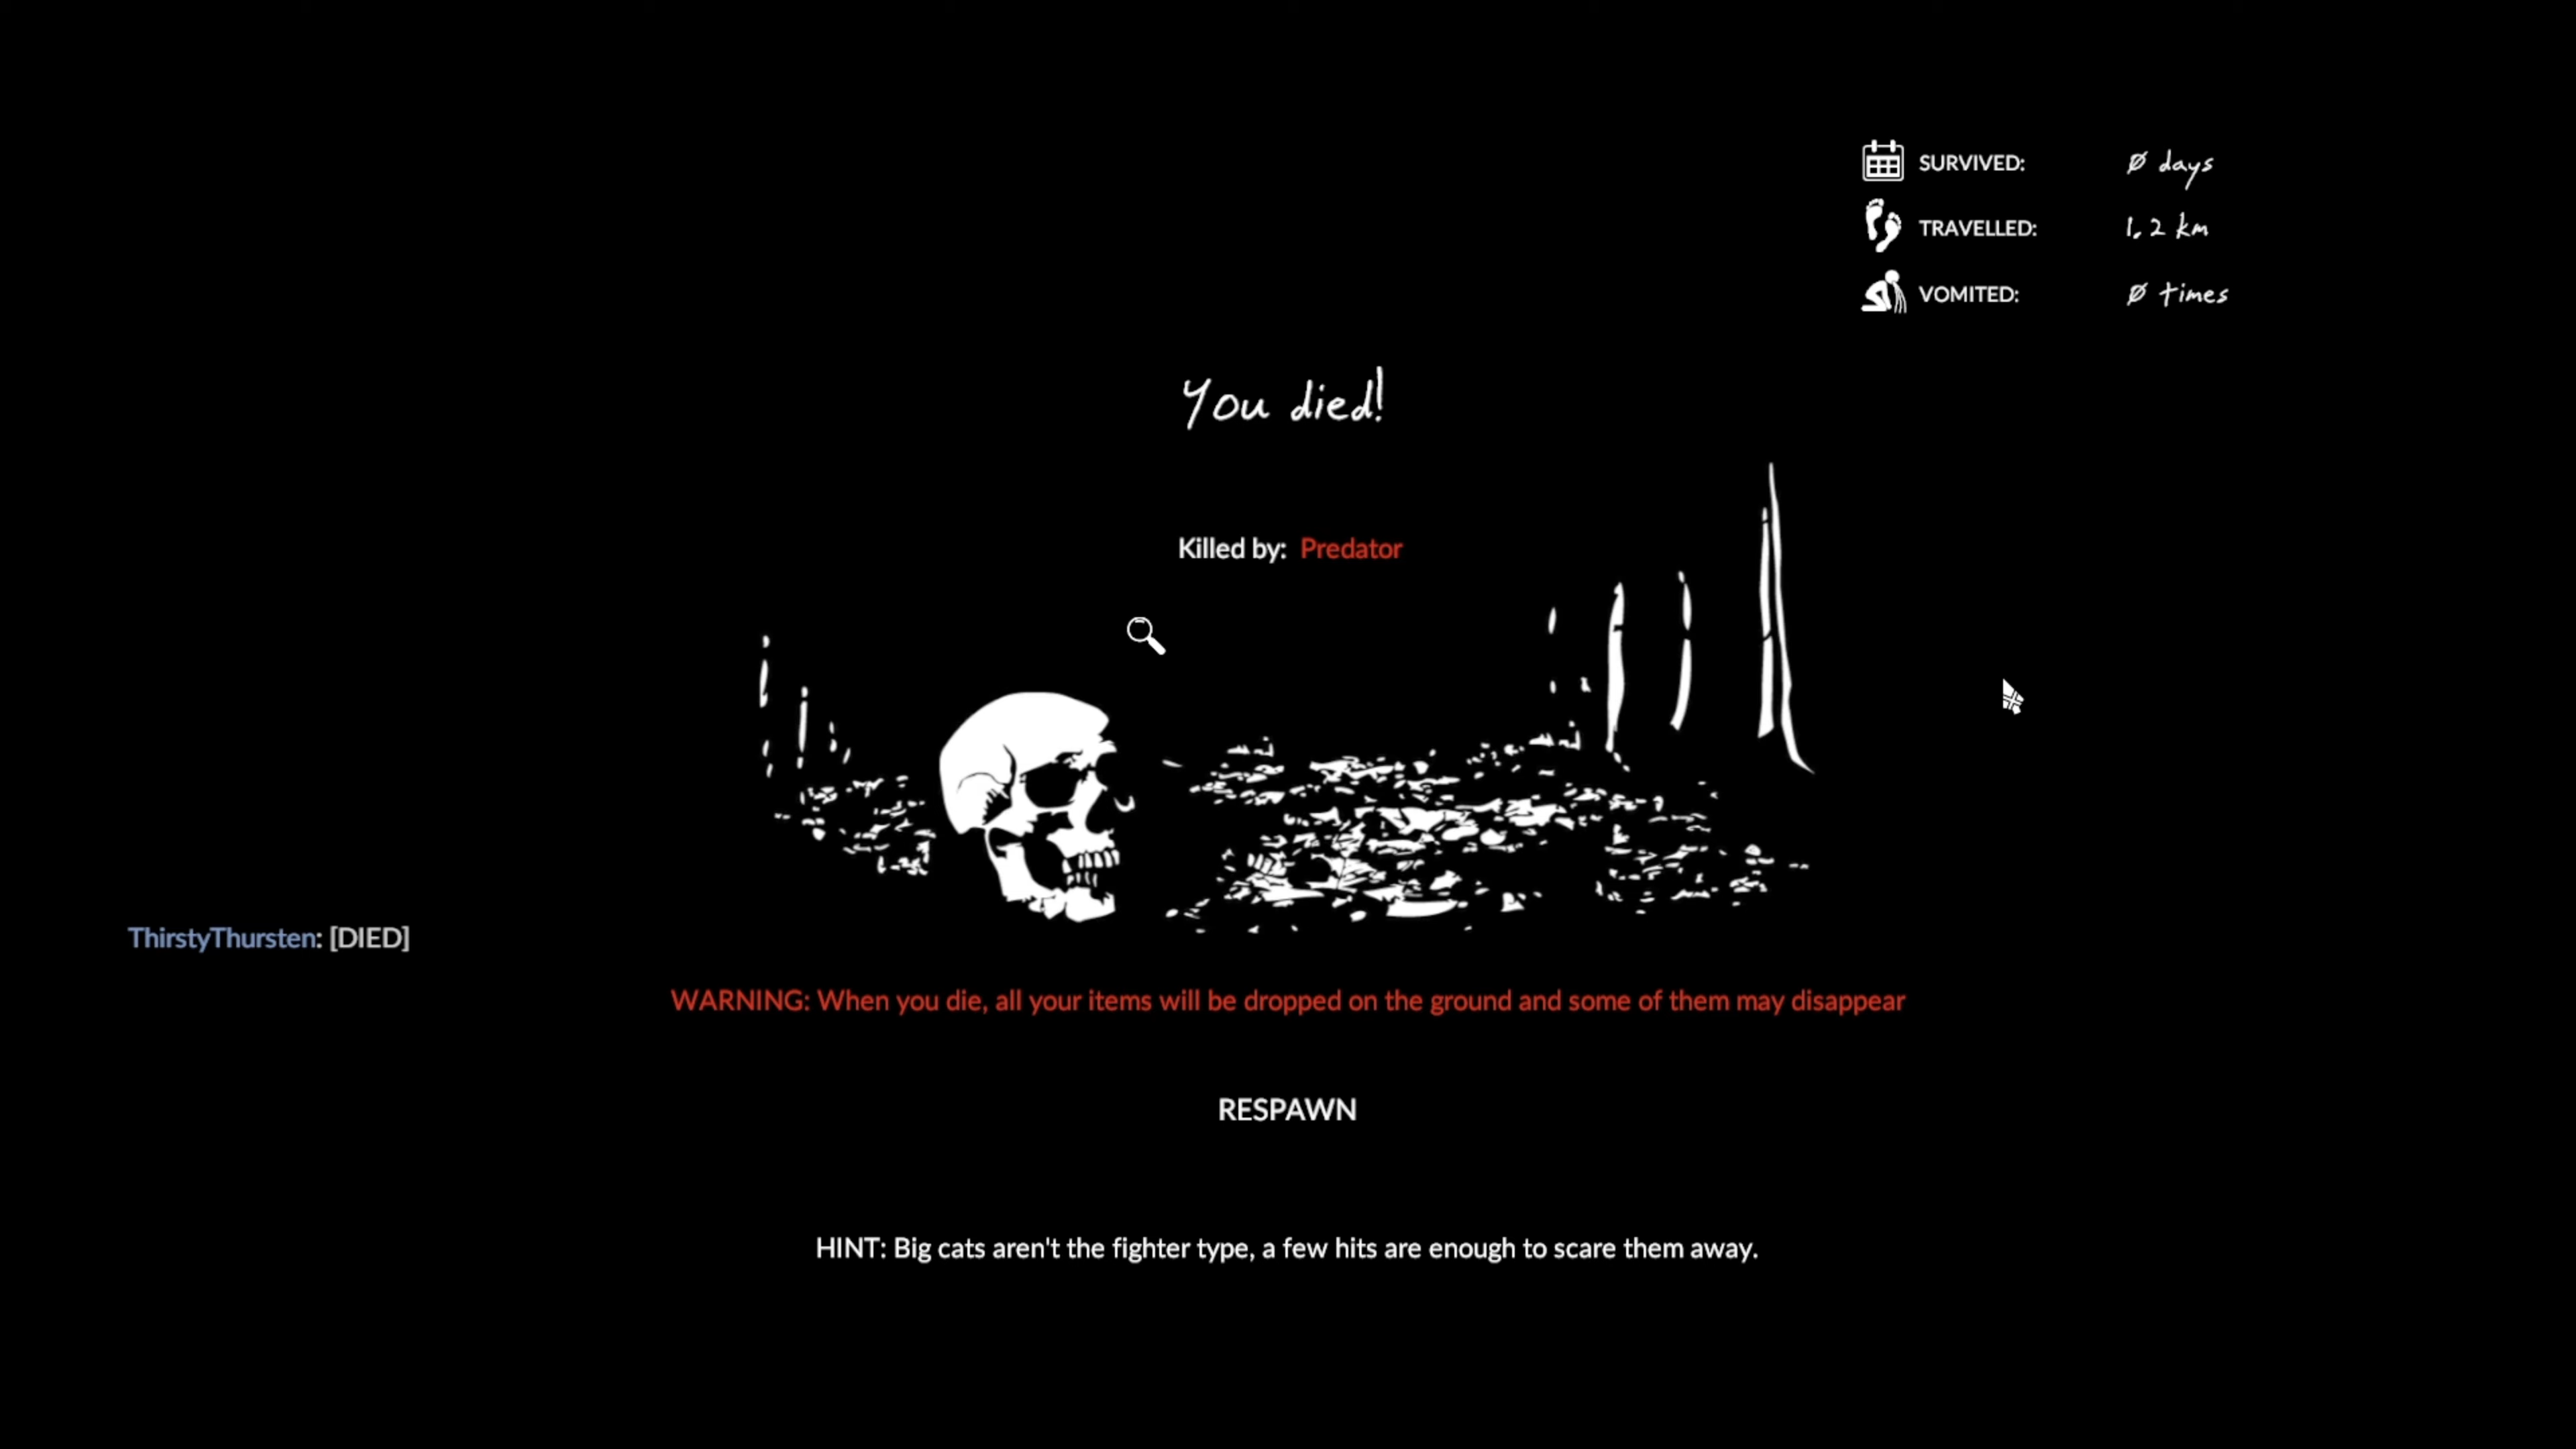 SURVIVED: Ø days
TRAVELLED: 1.2 km
VOMITED: Ø times
You died!
Killed by: Predator
ThirstyThursten: [DIED]
WARNING: When you die, all your items will be dropped on the ground and some of them may disappear
RESPAWN
HINT: Big cats aren't the fighter type, a few hits are enough to scare them away.